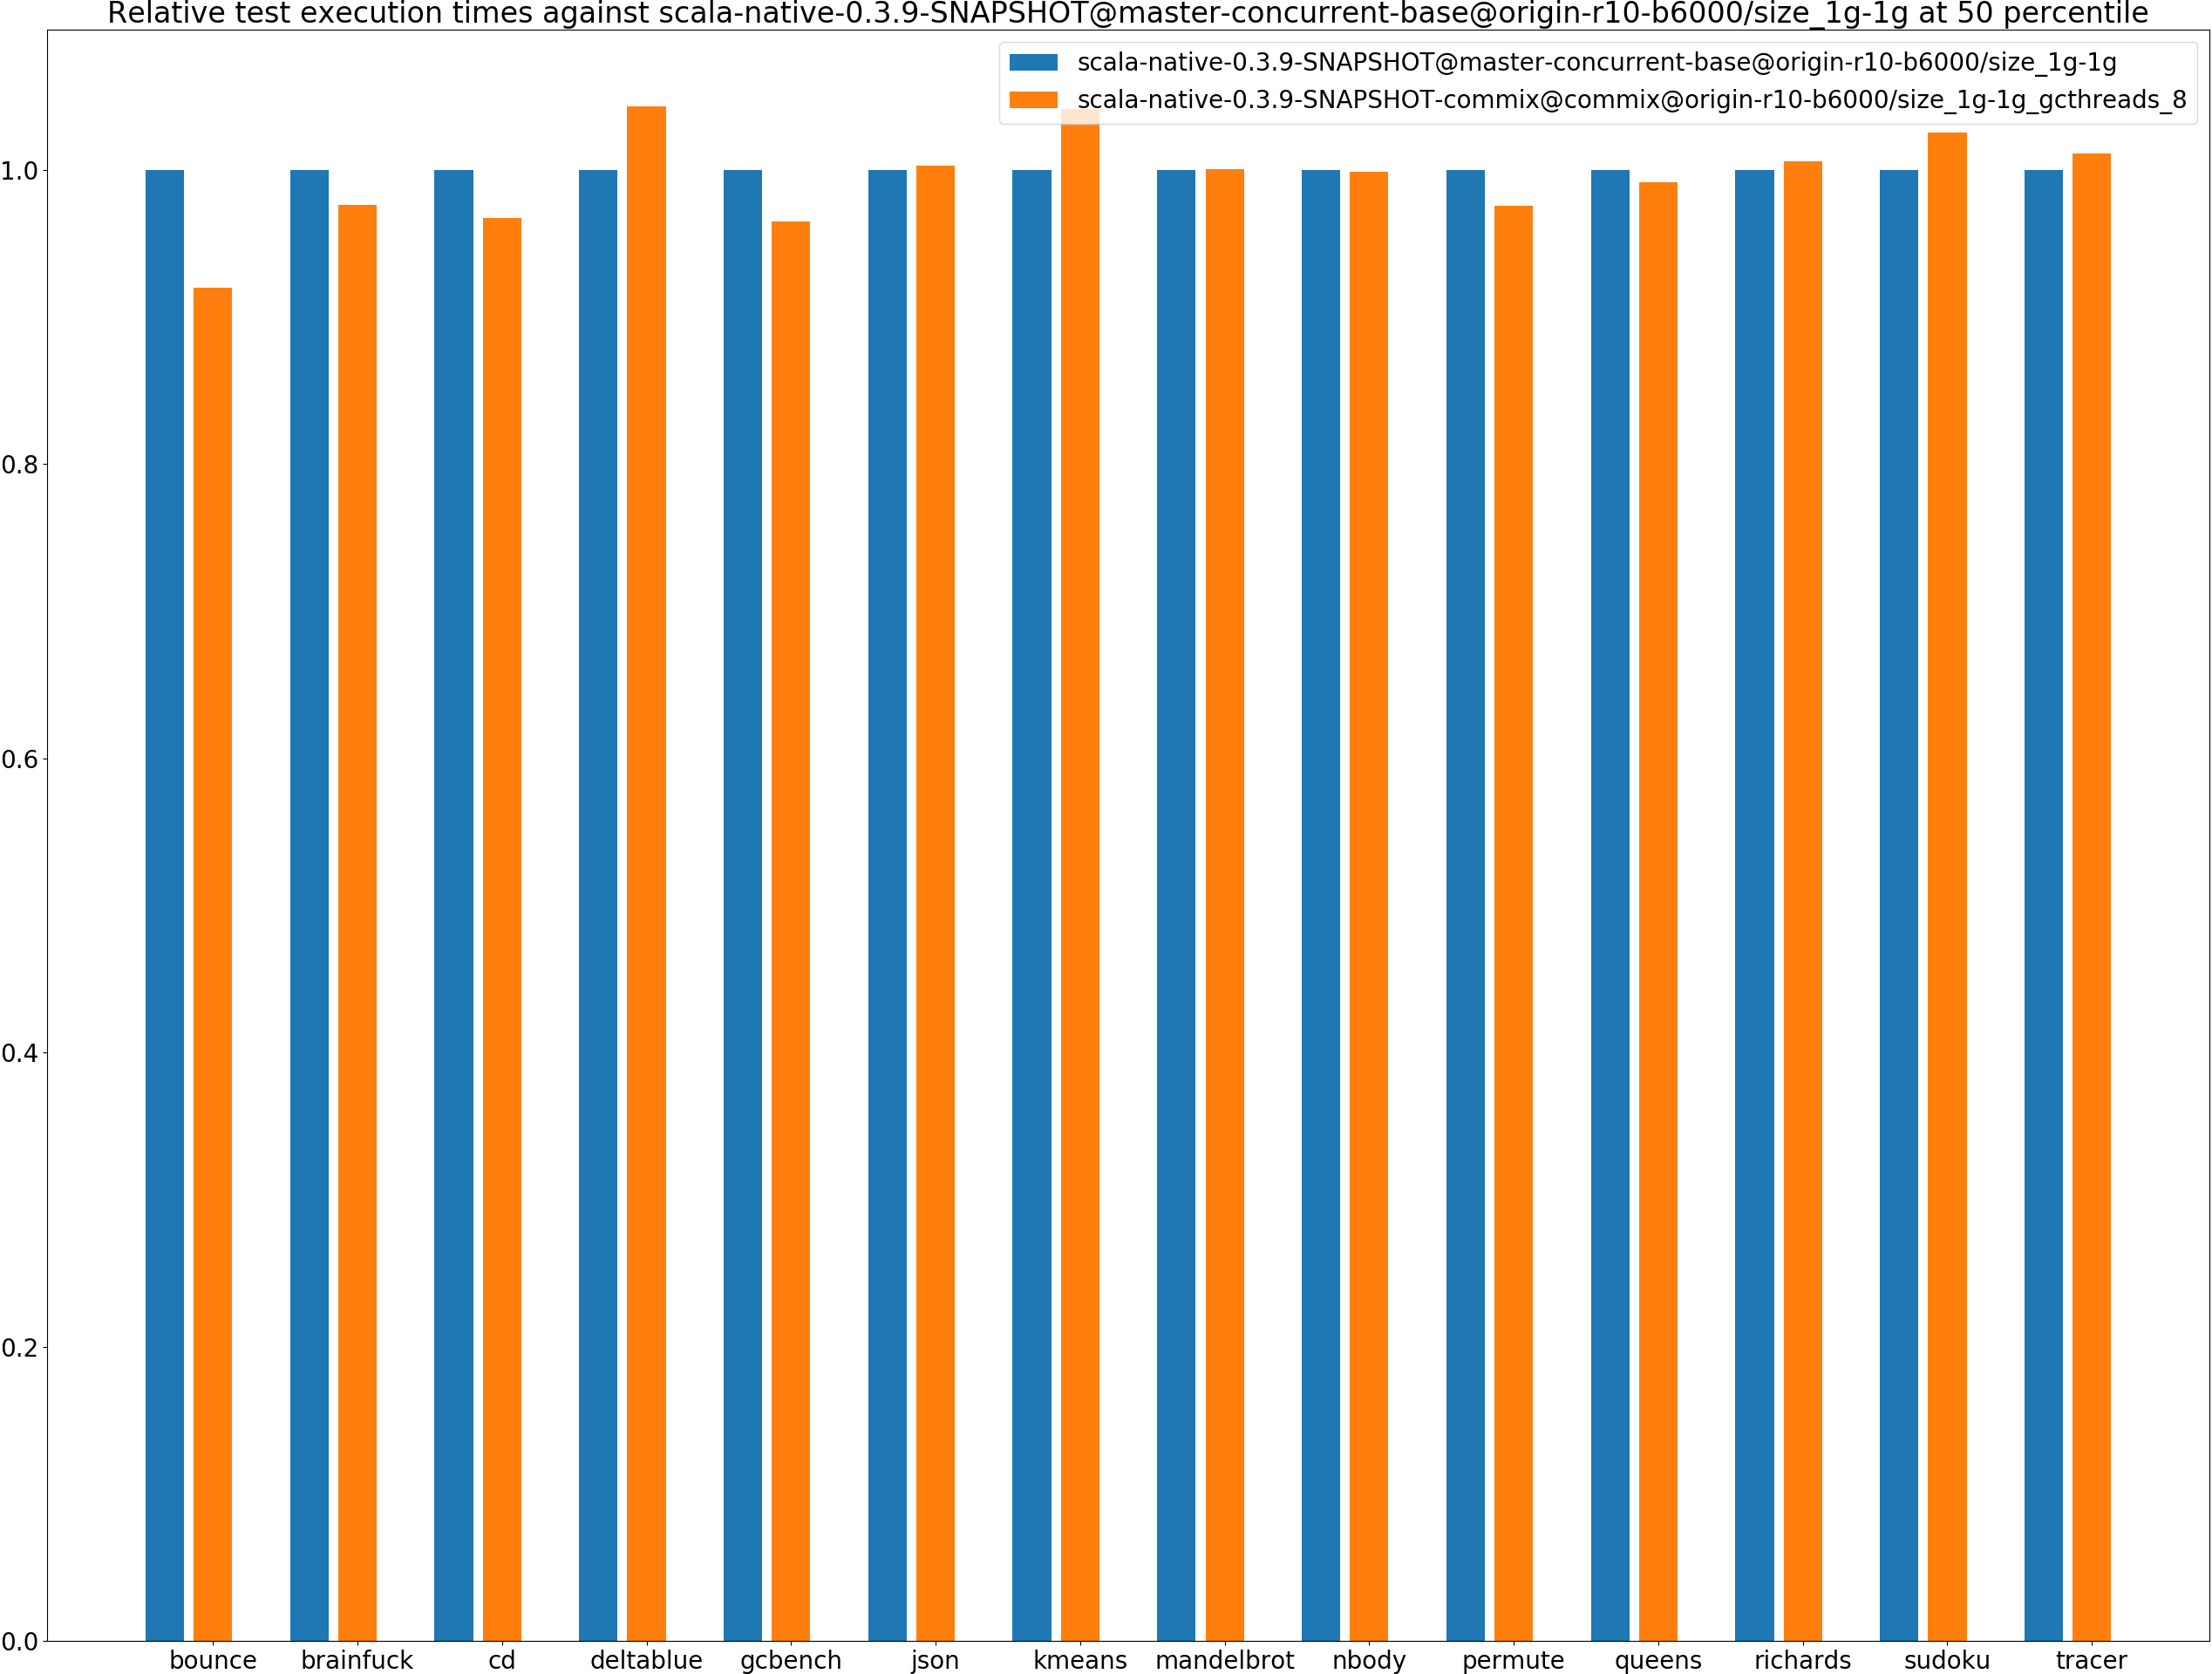 Relative test execution times against scala-native-0.3.9-SNAPSHOT@master-concurrent-base@origin-r10-b6000/size_1g-1g at 50 percentile
scala-native-0.3.9-SNAPSHOT@master-concurrent-base@origin-r10-b6000/size_1g-1g
scala-native-0.3.9-SNAPSHOT-commix@commix@origin-r10-b6000/size_1g-1g_gcthreads_8
1.0
0.8
0.6
0.4
0.2
0.0
bounce brainfuck cd deltablue gcbench json kmeans mandelbrot nbody permute queens richards sudoku tracer